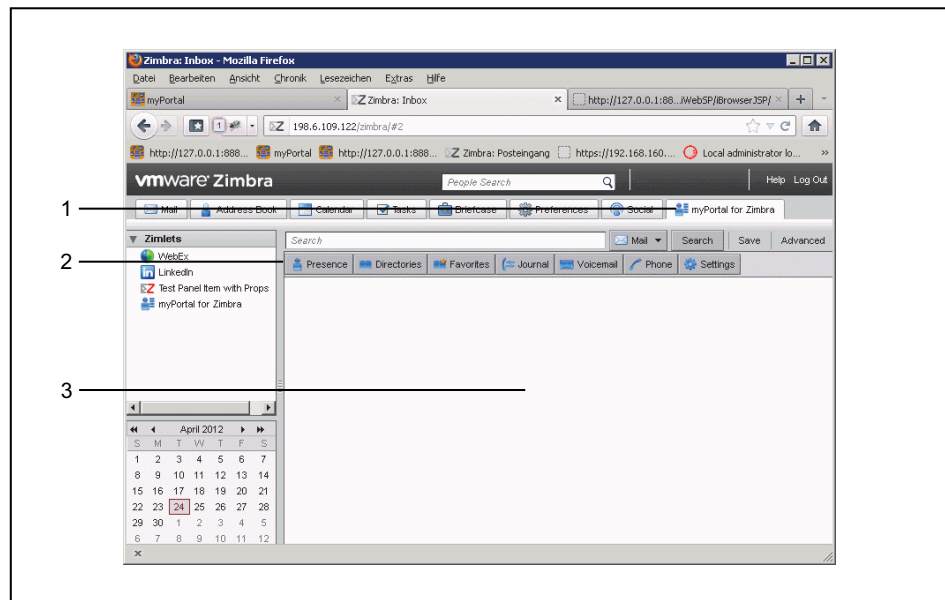 Zimbra: Inbox - Mozilla Firefox
Datei Bearbeiten Ansicht Chronik Lesezeichen Extras Hilfe
myPortal × Zimbra: Inbox × http://127.0.0.1:88...iWebSP/iBrowserJSP/ × +
1 Z 198.6.109.122/zimbra/#2
http://127.0.0.1:888... myPortal http://127.0.0.1:888... Zimbra: Posteingang https://192.168.160.... Local administrator lo... »
vmware Zimbra People Search Help Log Out
1 Mail Address Book Calendar Tasks Briefcase Preferences Social myPortal for Zimbra
Zimlets Search Mail Search Save Advanced
2 WebEx Presence Directories Favorites Journal Voicemail Phone Settings
LinkedIn
Test Panel Item with Props
myPortal for Zimbra
3
April 2012
S M T W T F S
1 2 3 4 5 6 7
8 9 10 11 12 13 14
15 16 17 18 19 20 21
22 23 24 25 26 27 28
29 30 1 2 3 4 5
6 7 8 9 10 11 12
×